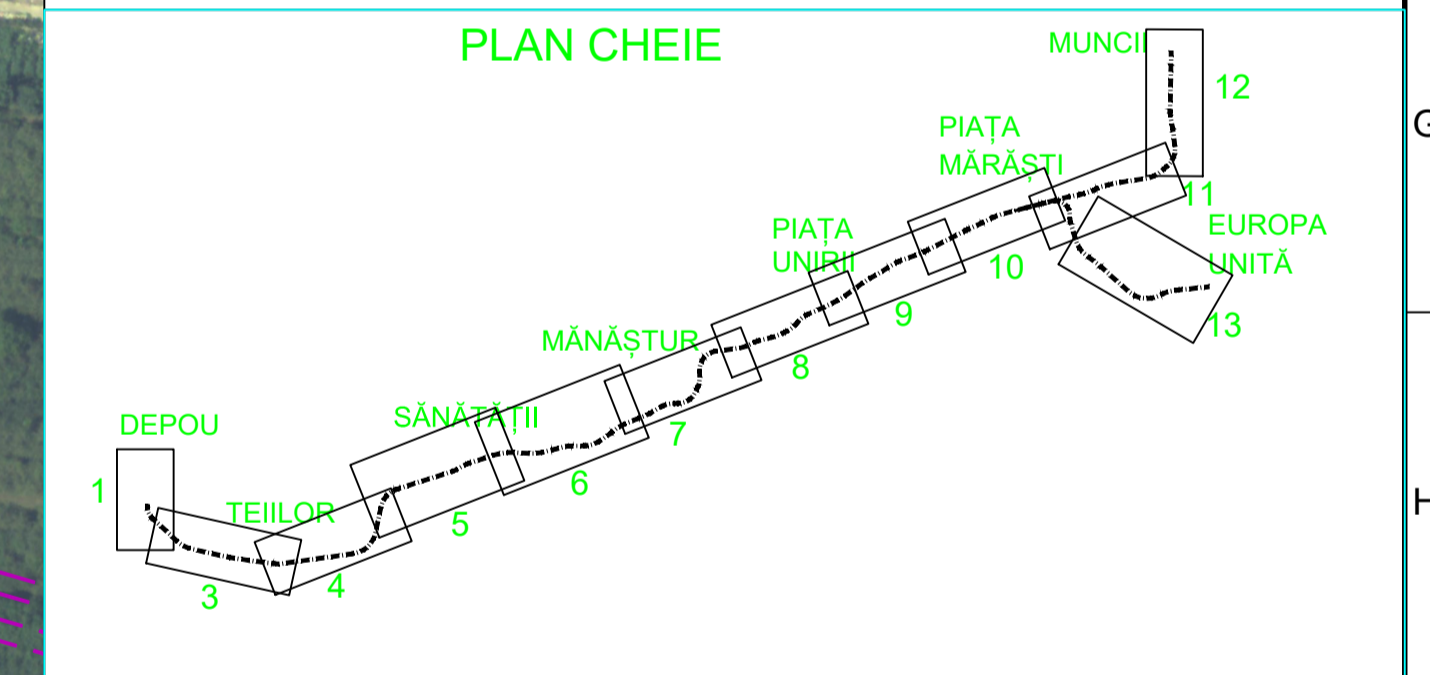 PLAN CHEIE
MUNCII
12
G
PIAȚA
MĂRĂȘTI
11
EUROPA
UNITĂ
PIAȚA
UNIRII
10
9
13
MĂNĂȘTUR
8
SĂNĂTĂȚII
7
DEPOU
6
1
TEIILOR
5
H
4
3